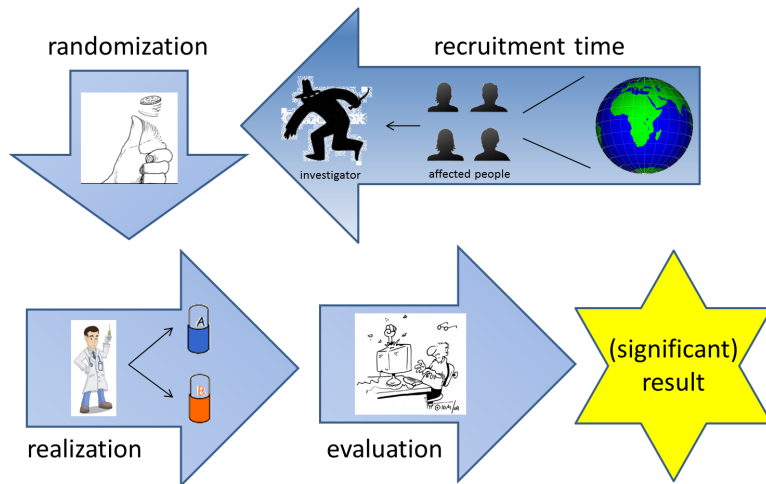 randomization
recruitment time
investigator
affected people
A
B
realization
evaluation
(significant)
result